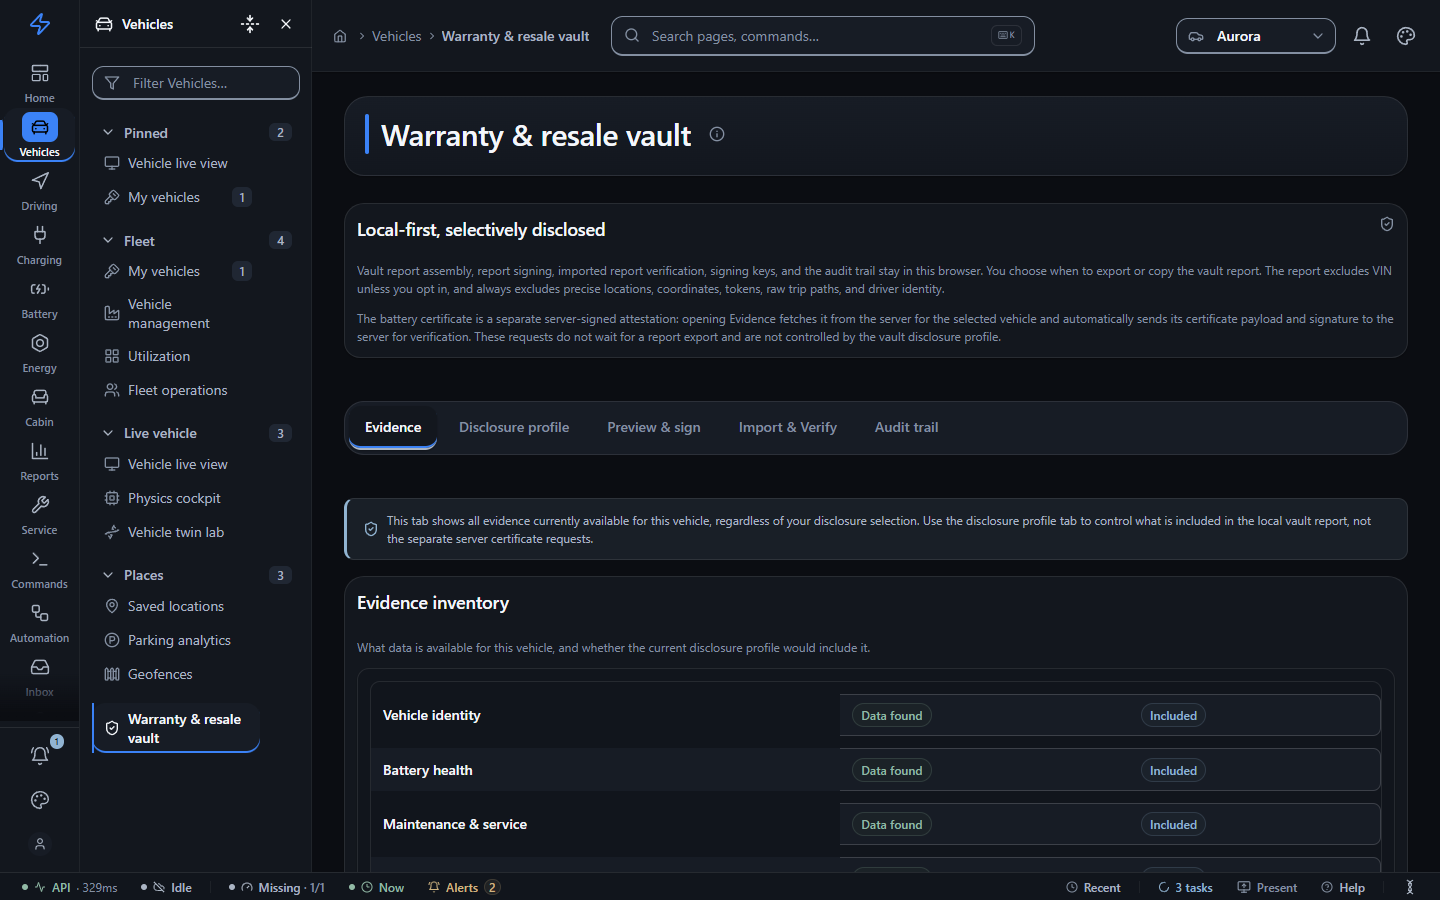 Vehicles
Vehicles
Warranty & resale vault
Search pages, commands...
K
Aurora
Home
Vehicles
Driving
Charging
Battery
Energy
Cabin
Reports
Service
Commands
Automation
Inbox
1
Filter Vehicles...
Pinned 2
Vehicle live view
My vehicles 1
Fleet 4
My vehicles 1
Vehicle
management
Utilization
Fleet operations
Live vehicle 3
Vehicle live view
Physics cockpit
Vehicle twin lab
Places 3
Saved locations
Parking analytics
Geofences
Warranty & resale
vault
Warranty & resale vault
Local-first, selectively disclosed
Vault report assembly, report signing, imported report verification, signing keys, and the audit trail stay in this browser. You choose when to export or copy the vault report. The report excludes VIN
unless you opt in, and always excludes precise locations, coordinates, tokens, raw trip paths, and driver identity.
The battery certificate is a separate server-signed attestation: opening Evidence fetches it from the server for the selected vehicle and automatically sends its certificate payload and signature to the
server for verification. These requests do not wait for a report export and are not controlled by the vault disclosure profile.
Evidence Disclosure profile Preview & sign Import & Verify Audit trail
This tab shows all evidence currently available for this vehicle, regardless of your disclosure selection. Use the disclosure profile tab to control what is included in the local vault report, not
the separate server certificate requests.
Evidence inventory
What data is available for this vehicle, and whether the current disclosure profile would include it.
Vehicle identity Data found Included
Battery health Data found Included
Maintenance & service Data found Included
API · 329ms Idle Missing · 1/1 Now Alerts 2 Recent 3 tasks Present Help